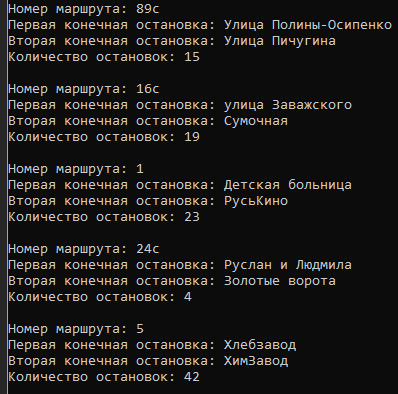 Номер маршрута: 89с
Первая конечная остановка: Улица Полины-Осипенко
Вторая конечная остановка: Улица Пичугина
Количество остановок: 15
Номер маршрута: 16с
Первая конечная остановка: улица Заважского
Вторая конечная остановка: Сумочная
Количество остановок: 19
Номер маршрута: 1
Первая конечная остановка: Детская больница
Вторая конечная остановка: РусьКино
Количество остановок: 23
Номер маршрута: 24с
Первая конечная остановка: Руслан и Людмила
Вторая конечная остановка: Золотые ворота
Количество остановок: 4
Номер маршрута: 5
Первая конечная остановка: Хлебзавод
Вторая конечная остановка: ХимЗавод
Количество остановок: 42